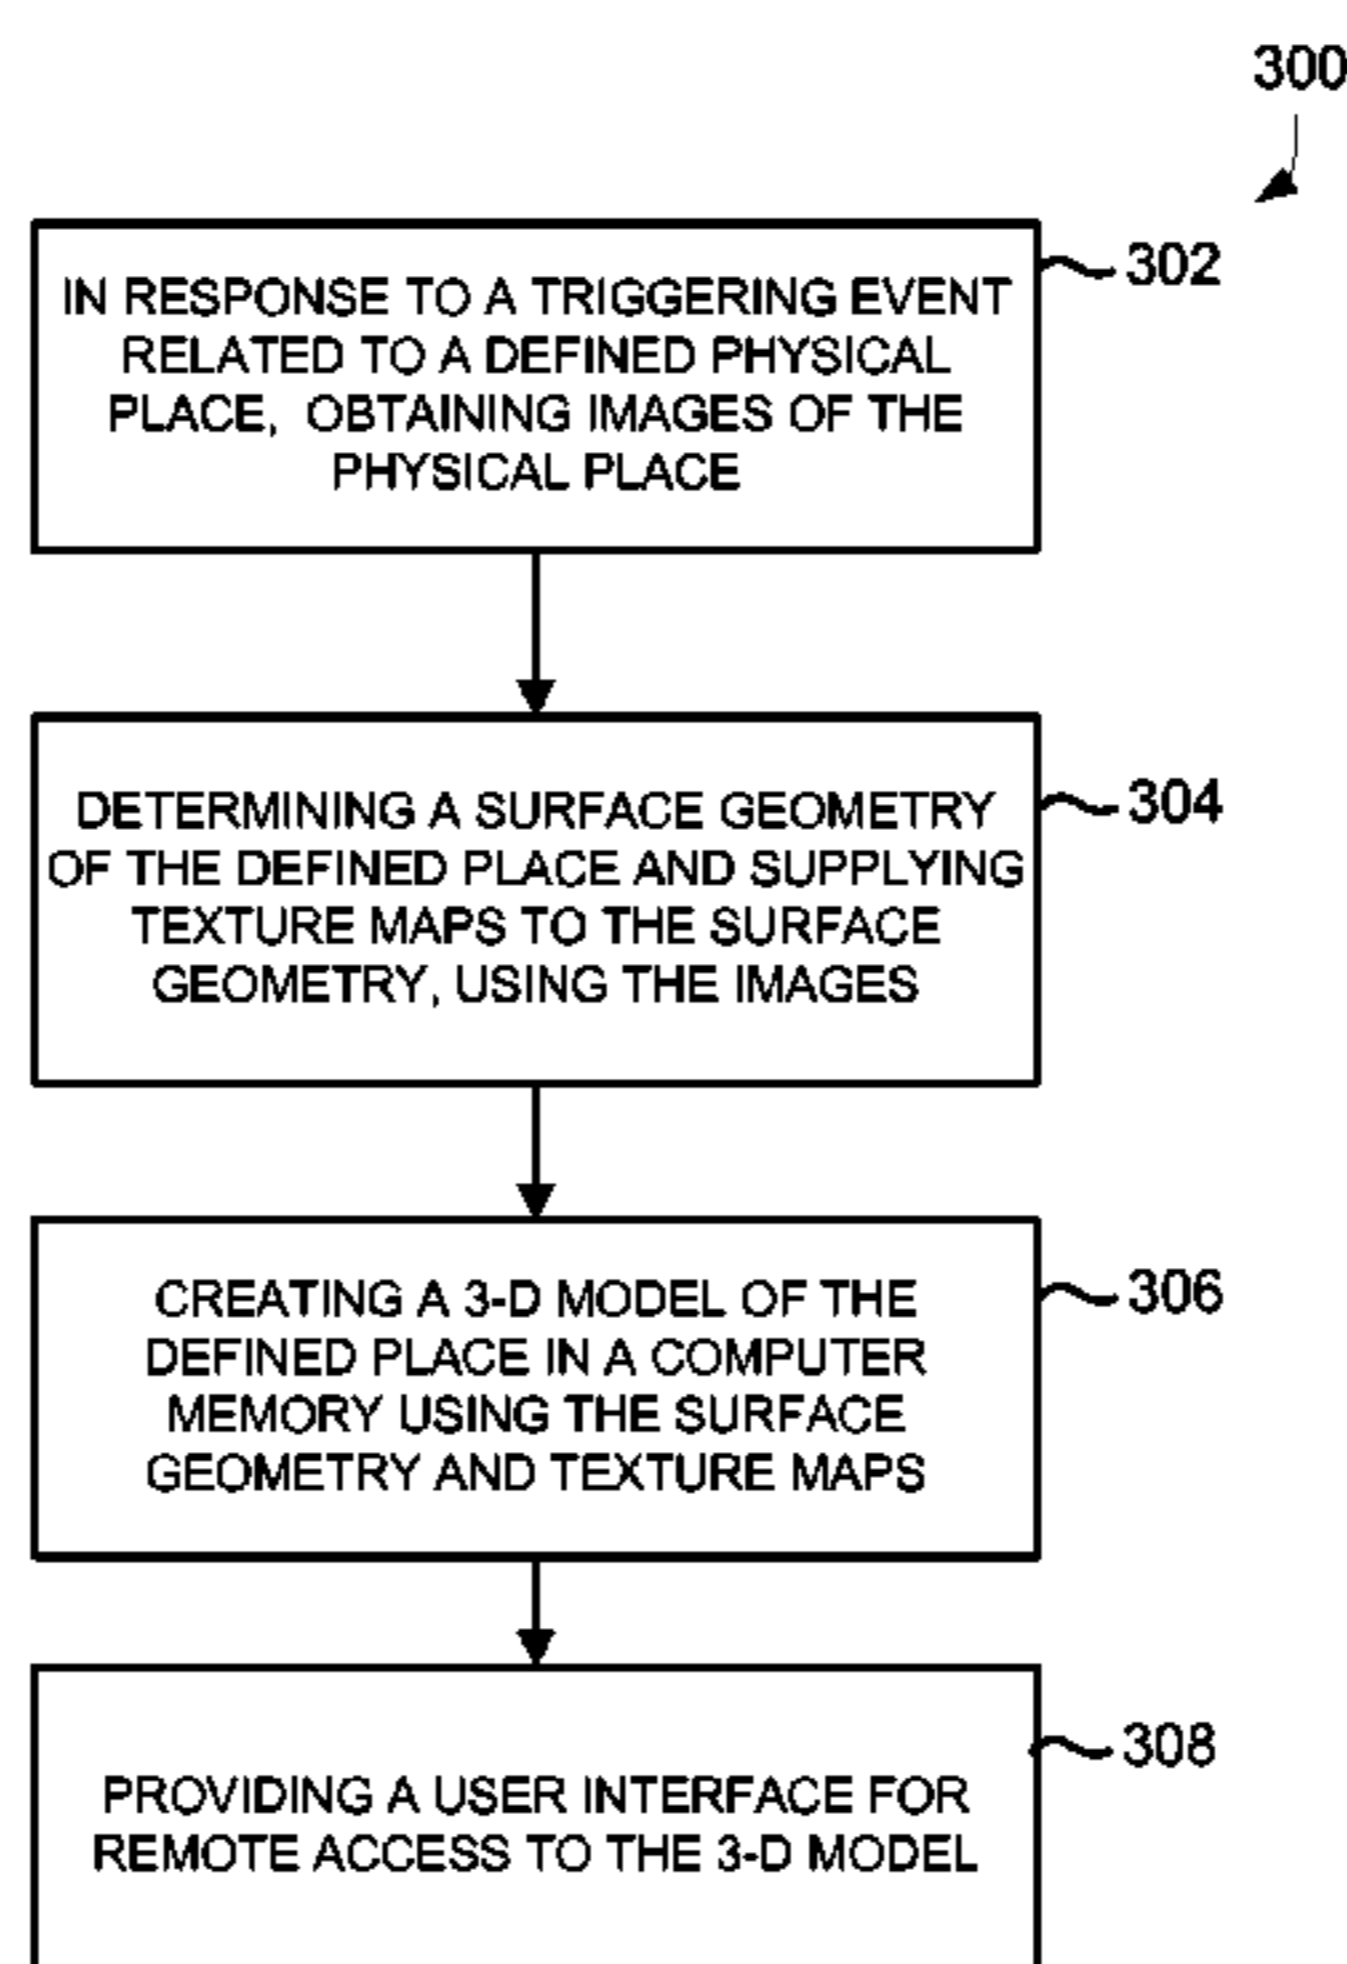 300
302
IN RESPONSE TO A TRIGGERING EVENT
RELATED TO A DEFINED PHYSICAL
PLACE, OBTAINING IMAGES OF THE
PHYSICAL PLACE
304
DETERMINING A SURFACE GEOMETRY
OF THE DEFINED PLACE AND SUPPLYING
TEXTURE MAPS TO THE SURFACE
GEOMETRY, USING THE IMAGES
306
CREATING A 3-D MODEL OF THE
DEFINED PLACE IN A COMPUTER
MEMORY USING THE SURFACE
GEOMETRY AND TEXTURE MAPS
308
PROVIDING A USER INTERFACE FOR
REMOTE ACCESS TO THE 3-D MODEL